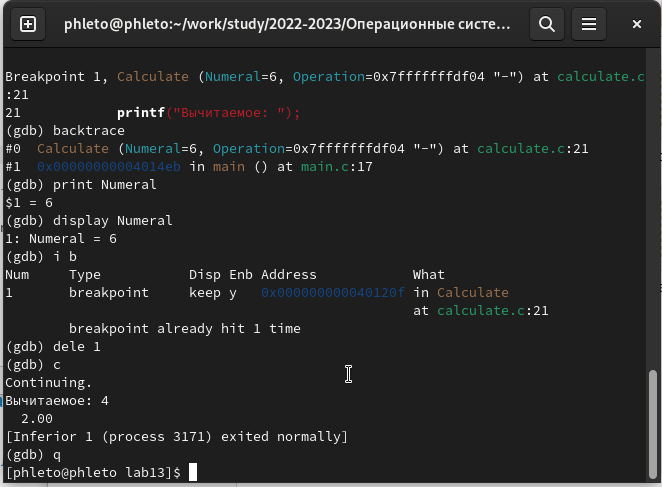 phleto@phleto:~/work/study/2022-2023/Операционные систе...
Breakpoint 1, Calculate (Numeral=6, Operation=0x7fffffffdf04 "-") at calculate.c
:21
21 printf("Вычитаемое: ");
(gdb) backtrace
#0 Calculate (Numeral=6, Operation=0x7fffffffdf04 "-") at calculate.c:21
#1 0x00000000004014eb in main () at main.c:17
(gdb) print Numeral
$1 = 6
(gdb) display Numeral
1: Numeral = 6
(gdb) i b
Num Type Disp Enb Address What
1 breakpoint keep y 0x000000000040120f in Calculate
at calculate.c:21
breakpoint already hit 1 time
(gdb) dele 1
(gdb) c
Continuing.
Вычитаемое: 4
2.00
[Inferior 1 (process 3171) exited normally]
(gdb) q
[phleto@phleto lab13]$